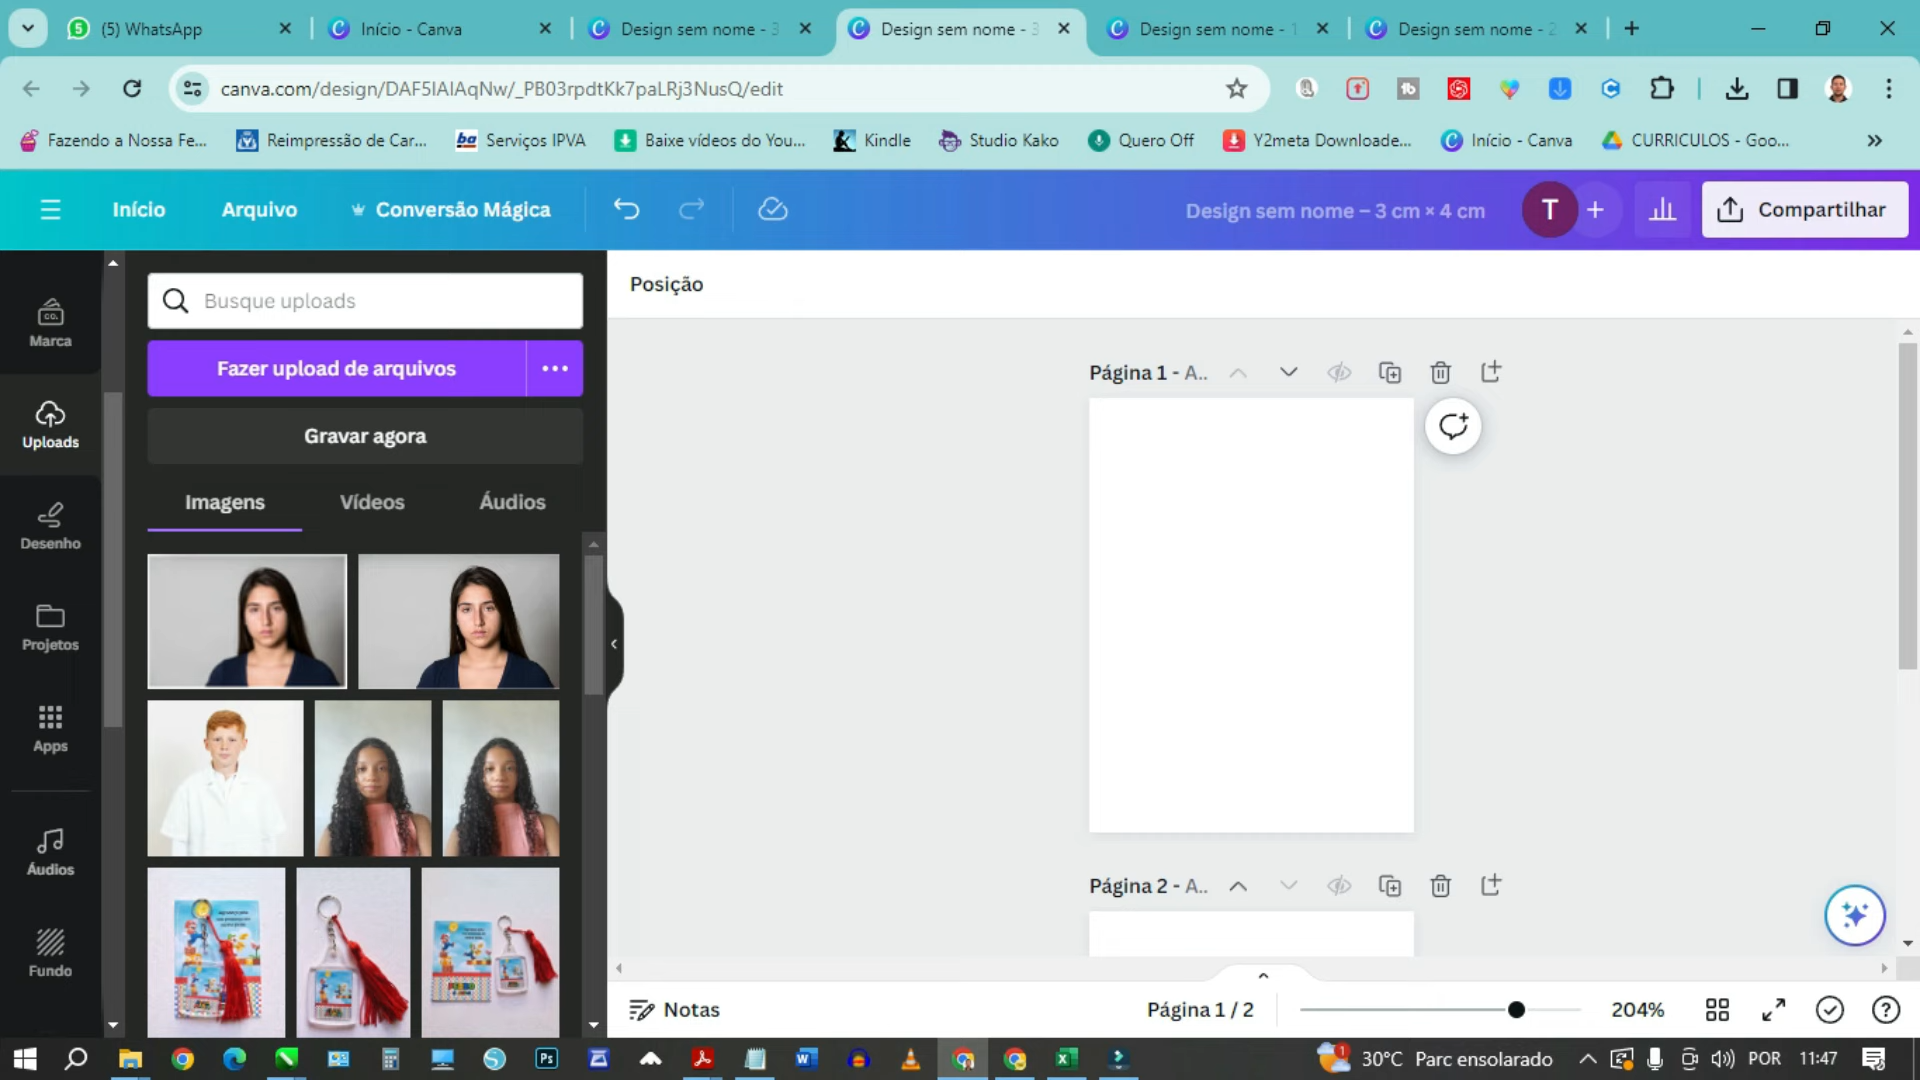 (5) WhatsApp
Início - Canva
Design sem nome - 3
Design sem nome - 3
Design sem nome - 1
Design sem nome - 2
canva.com/design/DAF5IAIAqNw/_PB03rpdtKk7paLRj3NusQ/edit
Fazendo a Nossa Fe...
Reimpressão de Car...
Serviços IPVA
Baixe vídeos do You...
Kindle
Studio Kako
Quero Off
Y2meta Downloade...
Início - Canva
CURRICULOS - Goo...
Início
Arquivo
Conversão Mágica
Design sem nome – 3 cm × 4 cm
T
Compartilhar
Marca
Uploads
Desenho
Projetos
Apps
Áudios
Fundo
Busque uploads
Fazer upload de arquivos
Gravar agora
Imagens
Vídeos
Áudios
Posição
Página 1 - A..
Página 2 - A..
Notas
Página 1 / 2
204%
30°C Parc ensolarado
POR
11:47